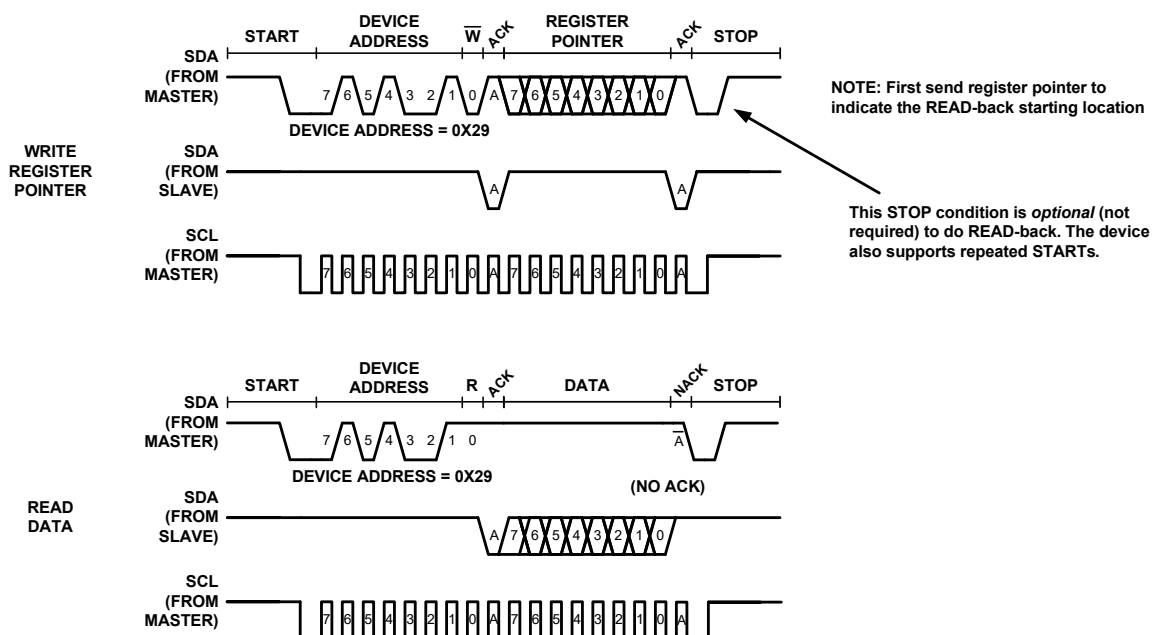 START DEVICE ADDRESS W̅ ACK REGISTER POINTER ACK STOP
SDA
(FROM
MASTER)
7 6 5 4 3 2 1 0 A 7 6 5 4 3 2 1 0
DEVICE ADDRESS = 0X29
NOTE: First send register pointer to
indicate the READ-back starting location
WRITE
REGISTER
POINTER
SDA
(FROM
SLAVE)
A A
This STOP condition is optional (not
required) to do READ-back. The device
also supports repeated STARTs.
SCL
(FROM
MASTER)
7 6 5 4 3 2 1 0 A 7 6 5 4 3 2 1 0 A
START DEVICE ADDRESS R ACK DATA NACK STOP
SDA
(FROM
MASTER)
7 6 5 4 3 2 1 0 A̅
DEVICE ADDRESS = 0X29
(NO ACK)
READ
DATA
SDA
(FROM
SLAVE)
A 7 6 5 4 3 2 1 0
SCL
(FROM
MASTER)
7 6 5 4 3 2 1 0 A 7 6 5 4 3 2 1 0 A